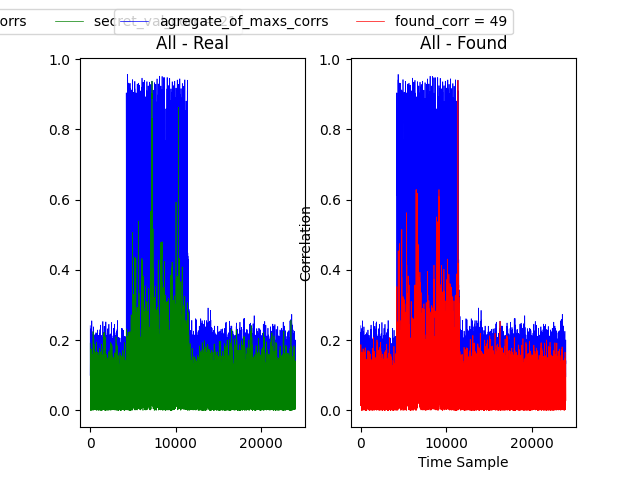 orrs secret_val agregate_of_maxs_corrs found_corr = 49
All - Real All - Found
1.0 1.0
0.8 0.8
0.6 0.6
Correlation
0.4 0.4
0.2 0.2
0.0 0.0
0 10000 20000 0 10000 20000
Time Sample